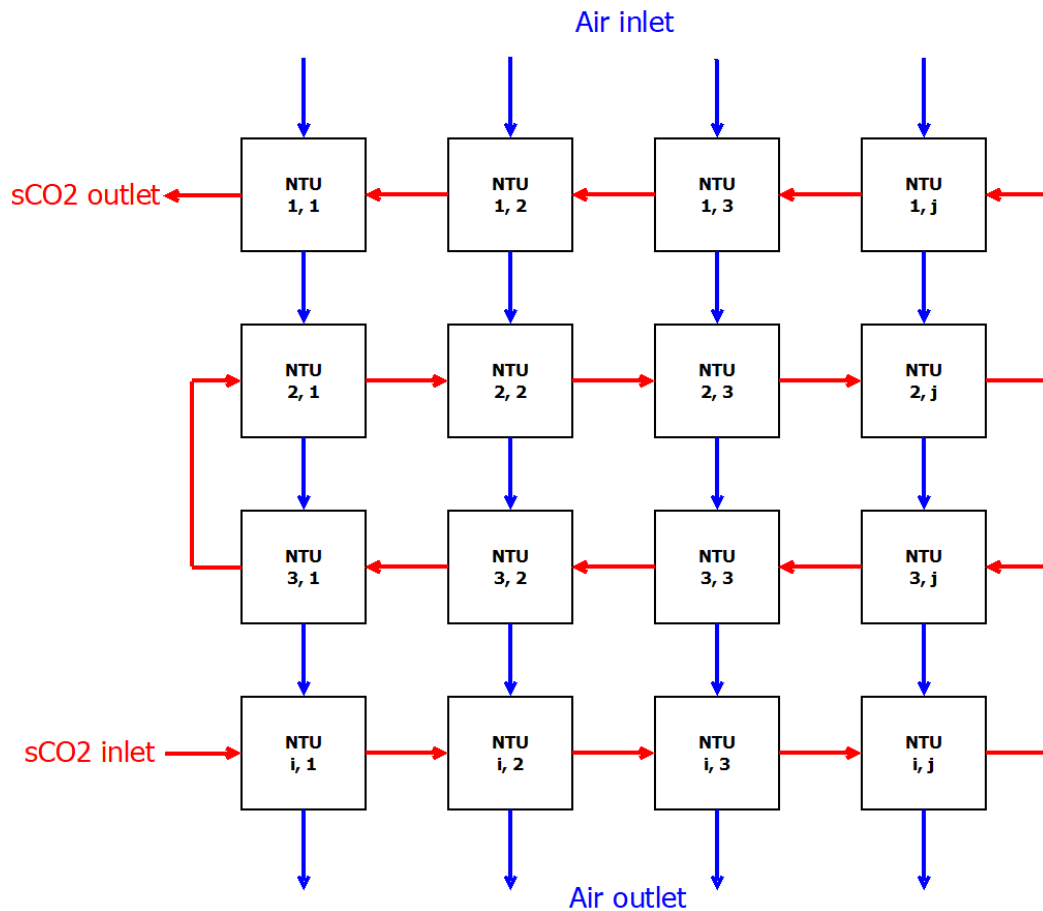 Air inlet
NTU
1, 1
NTU
1, 2
NTU
1, 3
NTU
1, j
sCO2 outlet
NTU
2, 1
NTU
2, 2
NTU
2, 3
NTU
2, j
NTU
3, 1
NTU
3, 2
NTU
3, 3
NTU
3, j
sCO2 inlet
NTU
i, 1
NTU
i, 2
NTU
i, 3
NTU
i, j
Air outlet